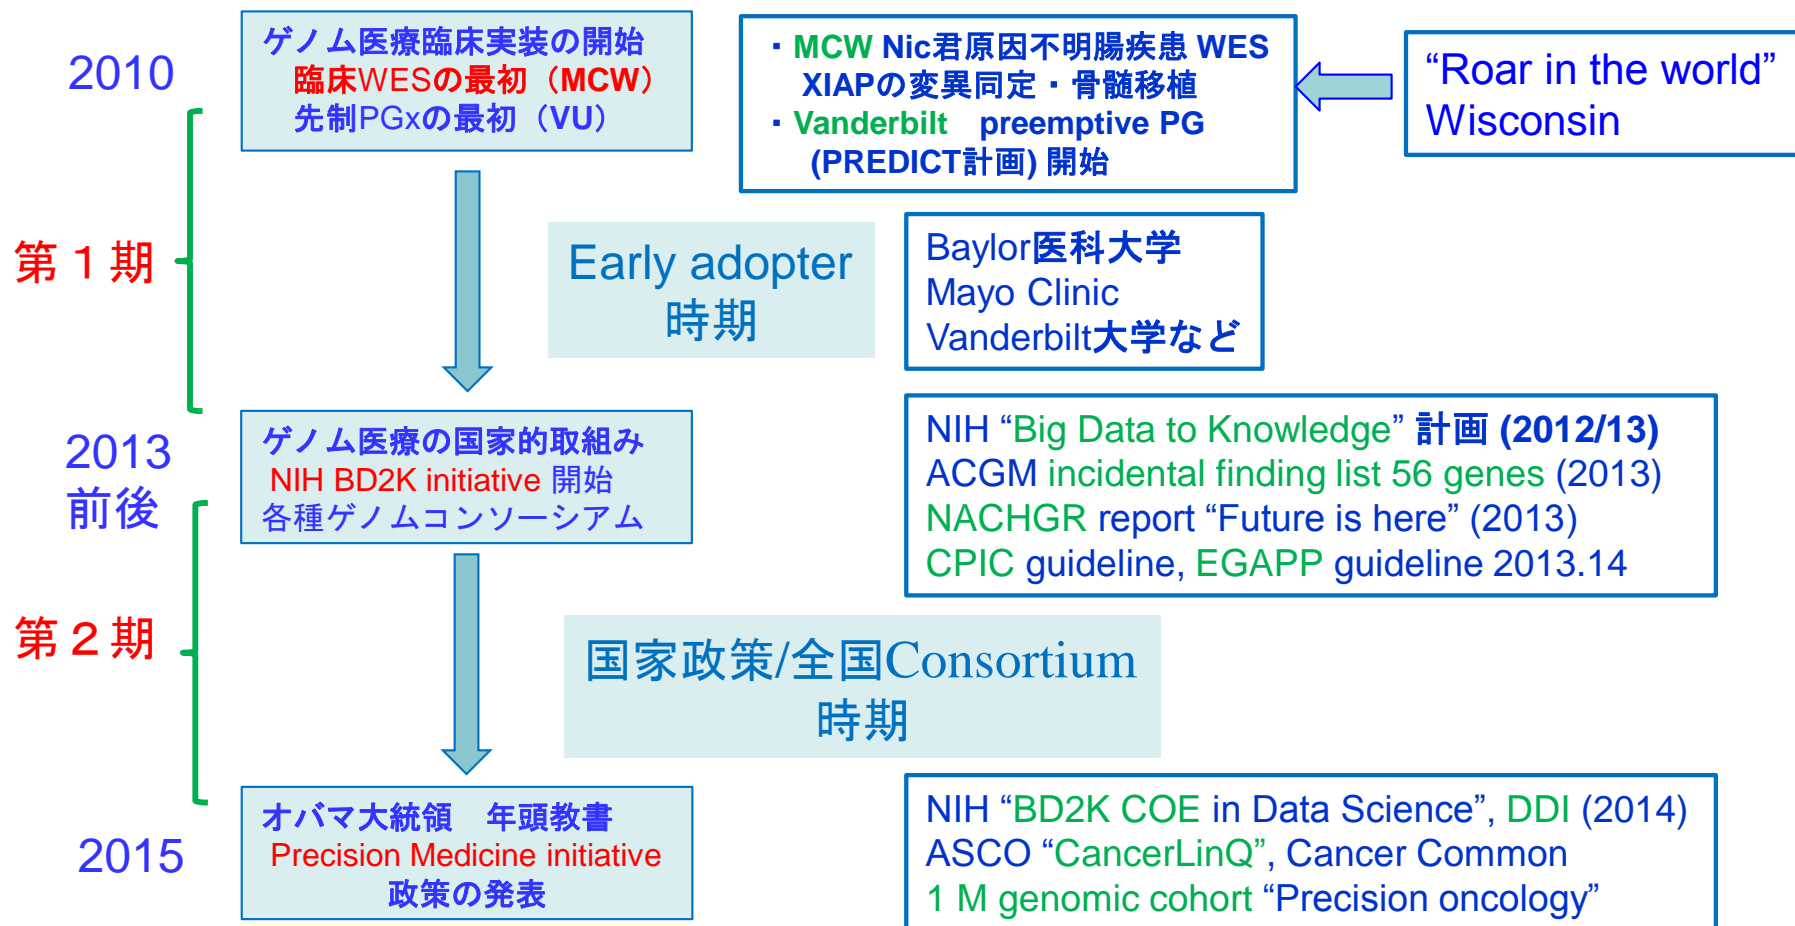 2010
ゲノム医療臨床実装の開始
臨床WESの最初（MCW）
先制PGxの最初（VU）
・MCW Nic君原因不明腸疾患 WES
XIAPの変異同定・骨髄移植
・Vanderbilt preemptive PG
(PREDICT計画) 開始
“Roar in the world”
Wisconsin
第１期
Early adopter
時期
Baylor医科大学
Mayo Clinic
Vanderbilt大学など
2013
前後
ゲノム医療の国家的取組み
NIH BD2K initiative 開始
各種ゲノムコンソーシアム
NIH “Big Data to Knowledge” 計画 (2012/13)
ACGM incidental finding list 56 genes (2013)
NACHGR report “Future is here” (2013)
CPIC guideline, EGAPP guideline 2013.14
第２期
国家政策/全国Consortium
時期
2015
オバマ大統領　年頭教書
Precision Medicine initiative
政策の発表
NIH “BD2K COE in Data Science”, DDI (2014)
ASCO “CancerLinQ”, Cancer Common
1 M genomic cohort “Precision oncology”